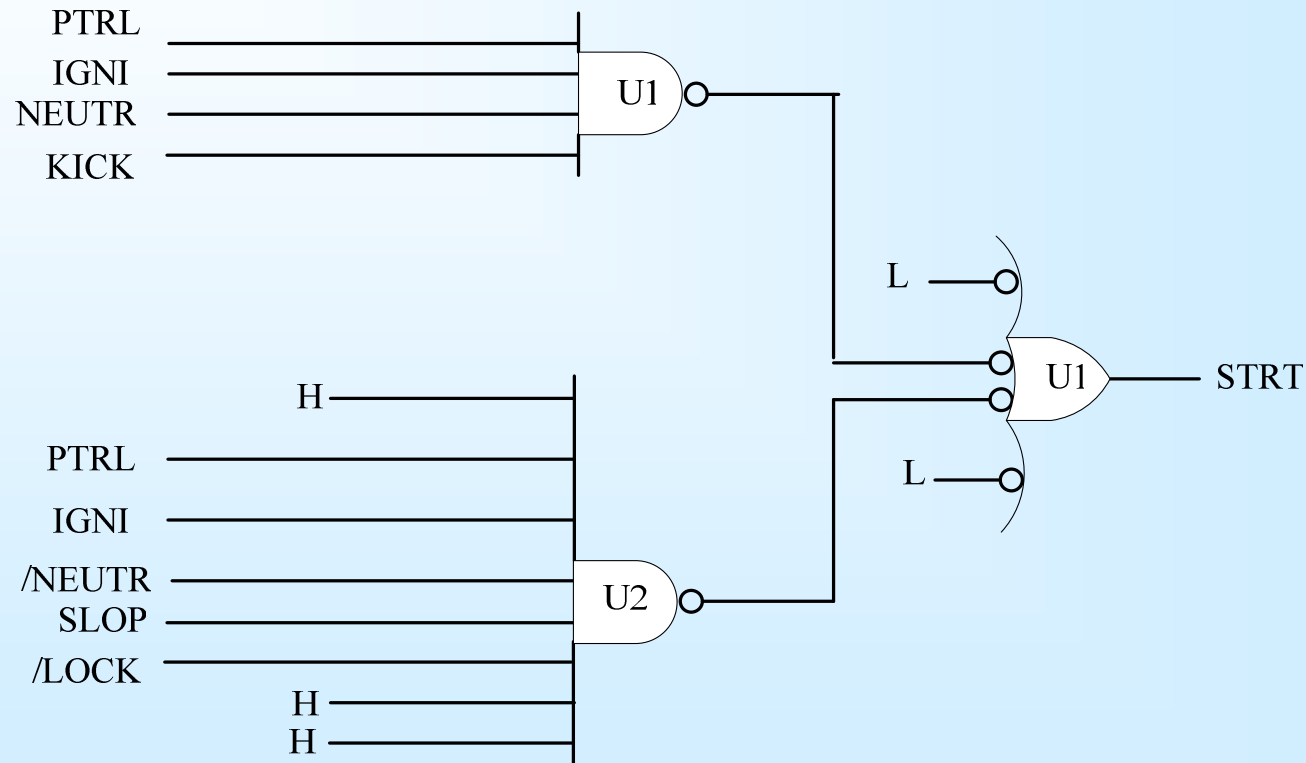 PTRL
IGNI
NEUTR
KICK
U1
L
U1
STRT
L
H
PTRL
IGNI
/NEUTR
SLOP
/LOCK
H
H
U2